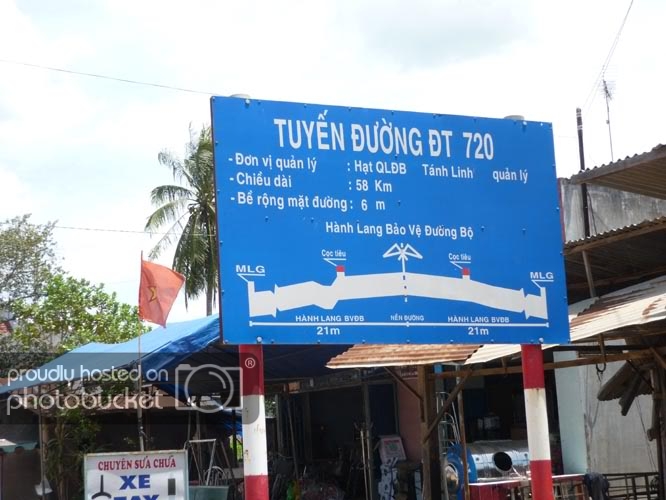 TUYẾN ĐƯỜNG ĐT 720
- Đơn vị quản lý : Hạt QLĐB Tánh Linh quản lý
- Chiều dài : 58 Km
- Bề rộng mặt đường : 6 m
Hành Lang Bảo Vệ Đường Bộ
Cọc tiêu Cọc tiêu
MLG MLG
HÀNH LANG BVĐB NỀN ĐƯỜNG HÀNH LANG BVĐB
21m 21m
proudly hosted on
photobucket ®
CHUYÊN SỬA CHỮA
XE
TAY